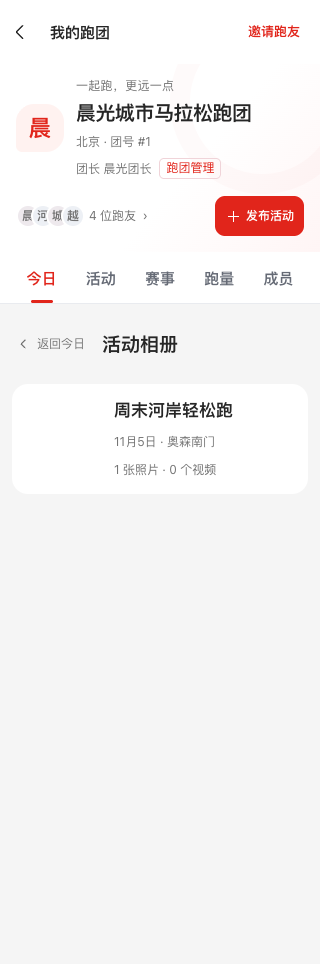 我的跑团
邀请跑友
一起跑，更远一点
晨
晨光城市马拉松跑团
北京 · 团号 #1
团长 晨光团长
跑团管理
晨 河 城 越
4 位跑友 ›
发布活动
今日 活动 赛事 跑量 成员
返回今日
活动相册
周末河岸轻松跑
11月5日 · 奥森南门
1 张照片 · 0 个视频